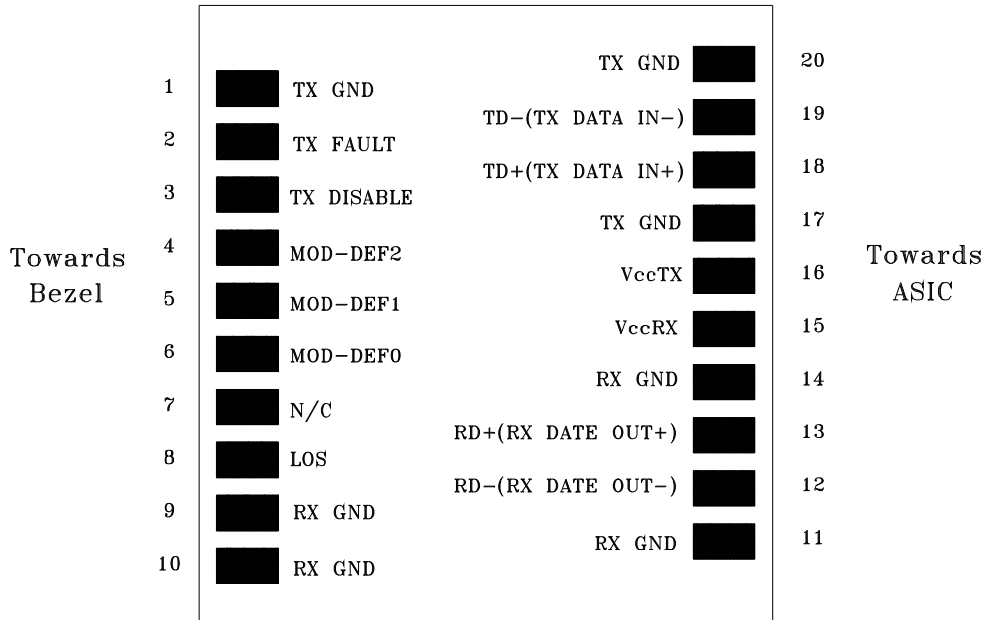 Towards
Bezel
1 TX GND
2 TX FAULT
3 TX DISABLE
4 MOD-DEF2
5 MOD-DEF1
6 MOD-DEF0
7 N/C
8 LOS
9 RX GND
10 RX GND
TX GND 20
TD-(TX DATA IN-) 19
TD+(TX DATA IN+) 18
TX GND 17
VccTX 16
VccRX 15
RX GND 14
RD+(RX DATE OUT+) 13
RD-(RX DATE OUT-) 12
RX GND 11
Towards
ASIC